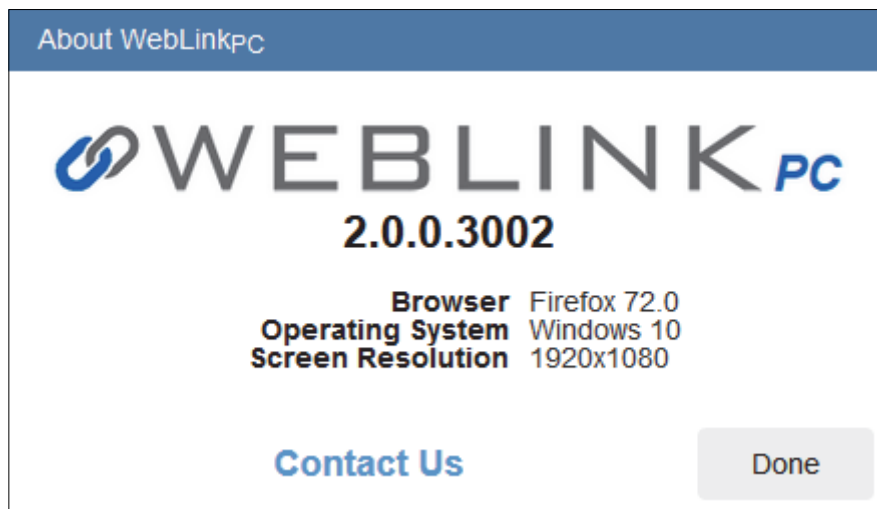 About WebLinkPC
WEBLINK PC
2.0.0.3002
Browser Firefox 72.0
Operating System Windows 10
Screen Resolution 1920x1080
Contact Us
Done